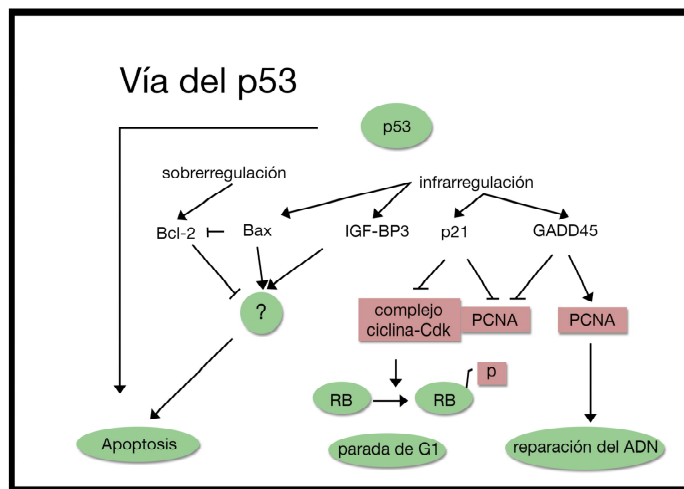 Vía del p53
p53
sobrerregulación
infrarregulación
Bcl-2
Bax
IGF-BP3
p21
GADD45
?
complejo
ciclina-Cdk
PCNA
PCNA
RB
RB
p
Apoptosis
parada de G1
reparación del ADN